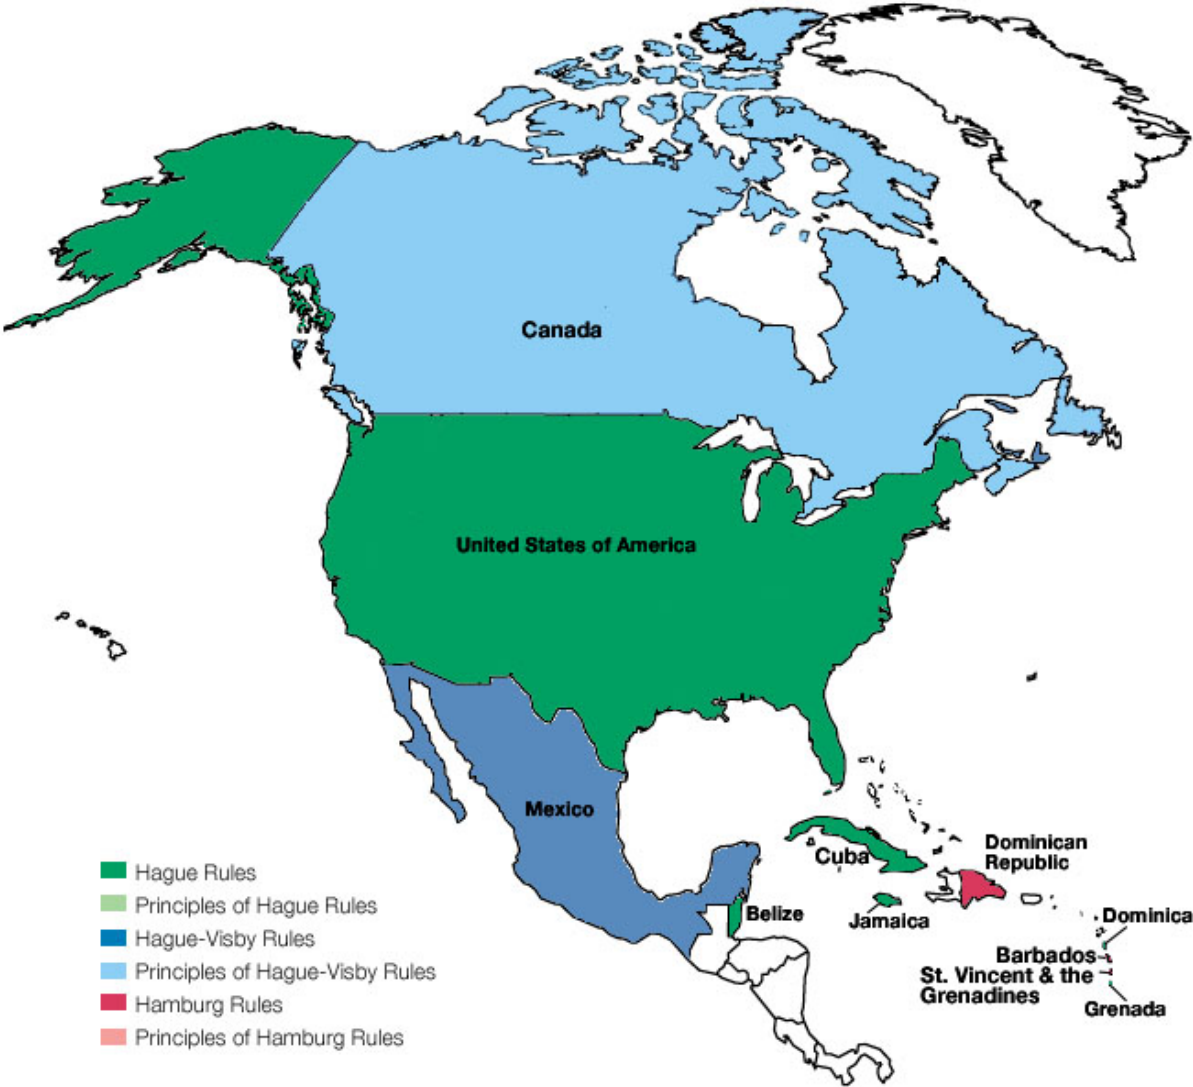 Canada
United States of America
Mexico
Cuba
Dominican
Republic
Belize
Jamaica
Dominica
Barbados
St. Vincent & the
Grenadines
Grenada
Hague Rules
Principles of Hague Rules
Hague-Visby Rules
Principles of Hague-Visby Rules
Hamburg Rules
Principles of Hamburg Rules